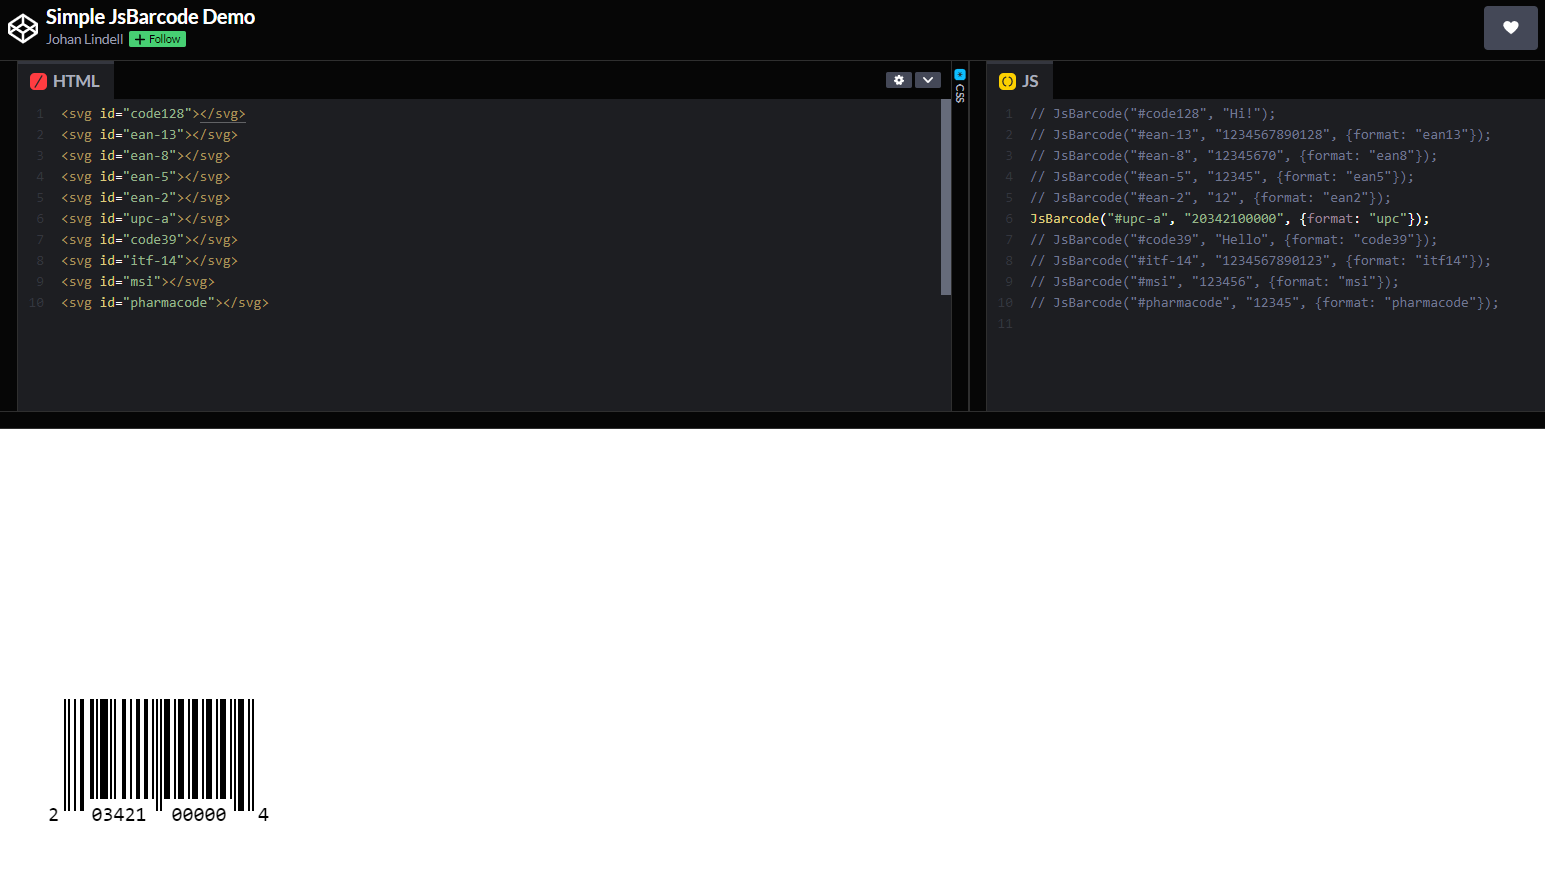 Simple JsBarcode Demo
Johan Lindell
+ Follow
HTML
1 <svg id="code128"></svg>
2 <svg id="ean-13"></svg>
3 <svg id="ean-8"></svg>
4 <svg id="ean-5"></svg>
5 <svg id="ean-2"></svg>
6 <svg id="upc-a"></svg>
7 <svg id="code39"></svg>
8 <svg id="itf-14"></svg>
9 <svg id="msi"></svg>
10 <svg id="pharmacode"></svg>
CSS
JS
1 // JsBarcode("#code128", "Hi!");
2 // JsBarcode("#ean-13", "1234567890128", {format: "ean13"});
3 // JsBarcode("#ean-8", "12345670", {format: "ean8"});
4 // JsBarcode("#ean-5", "12345", {format: "ean5"});
5 // JsBarcode("#ean-2", "12", {format: "ean2"});
6 JsBarcode("#upc-a", "20342100000", {format: "upc"});
7 // JsBarcode("#code39", "Hello", {format: "code39"});
8 // JsBarcode("#itf-14", "1234567890123", {format: "itf14"});
9 // JsBarcode("#msi", "123456", {format: "msi"});
10 // JsBarcode("#pharmacode", "12345", {format: "pharmacode"});
11
2 03421 00000 4